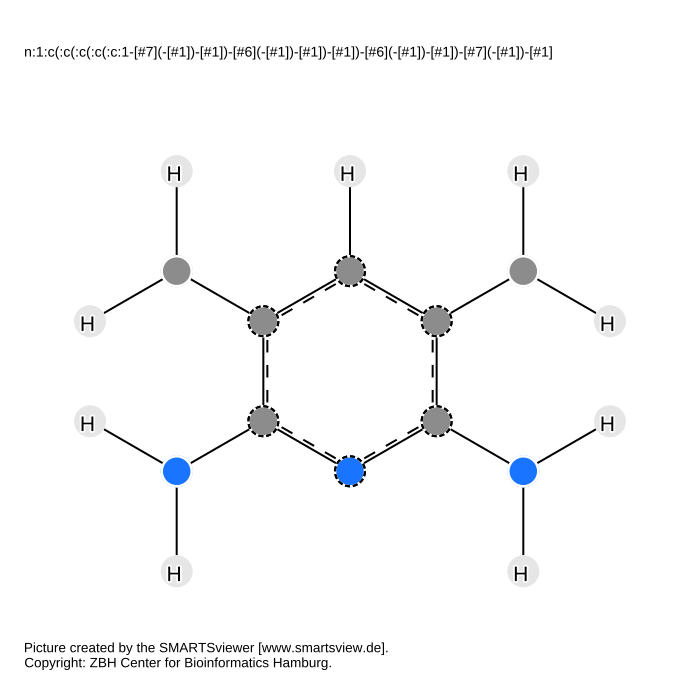 n:1:c(:c(:c(:c(:c:1-[#7](-[#1])-[#1])-[#6](-[#1])-[#1])-[#1])-[#6](-[#1])-[#1])-[#7](-[#1])-[#1]
H H H
H H
H H
H H
Picture created by the SMARTSviewer [www.smartsview.de].
Copyright: ZBH Center for Bioinformatics Hamburg.